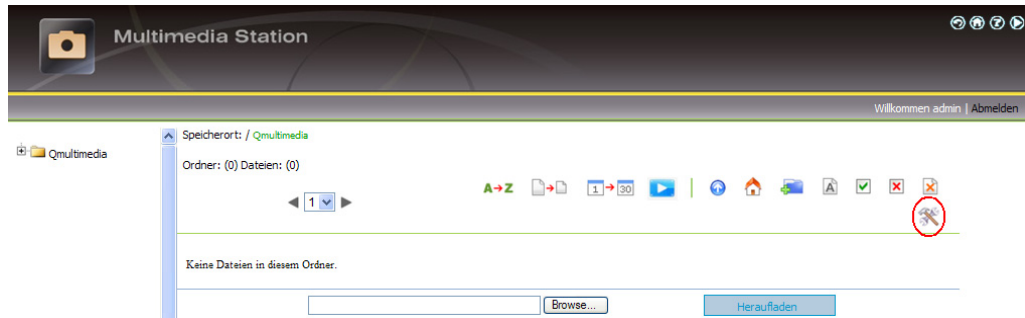 Multimedia Station
Willkommen admin | Abmelden
Qmultimedia
Speicherort: / Qmultimedia
Ordner: (0) Dateien: (0)
1
A→Z
1→30
A
Keine Dateien in diesem Ordner.
Browse...
Heraufladen